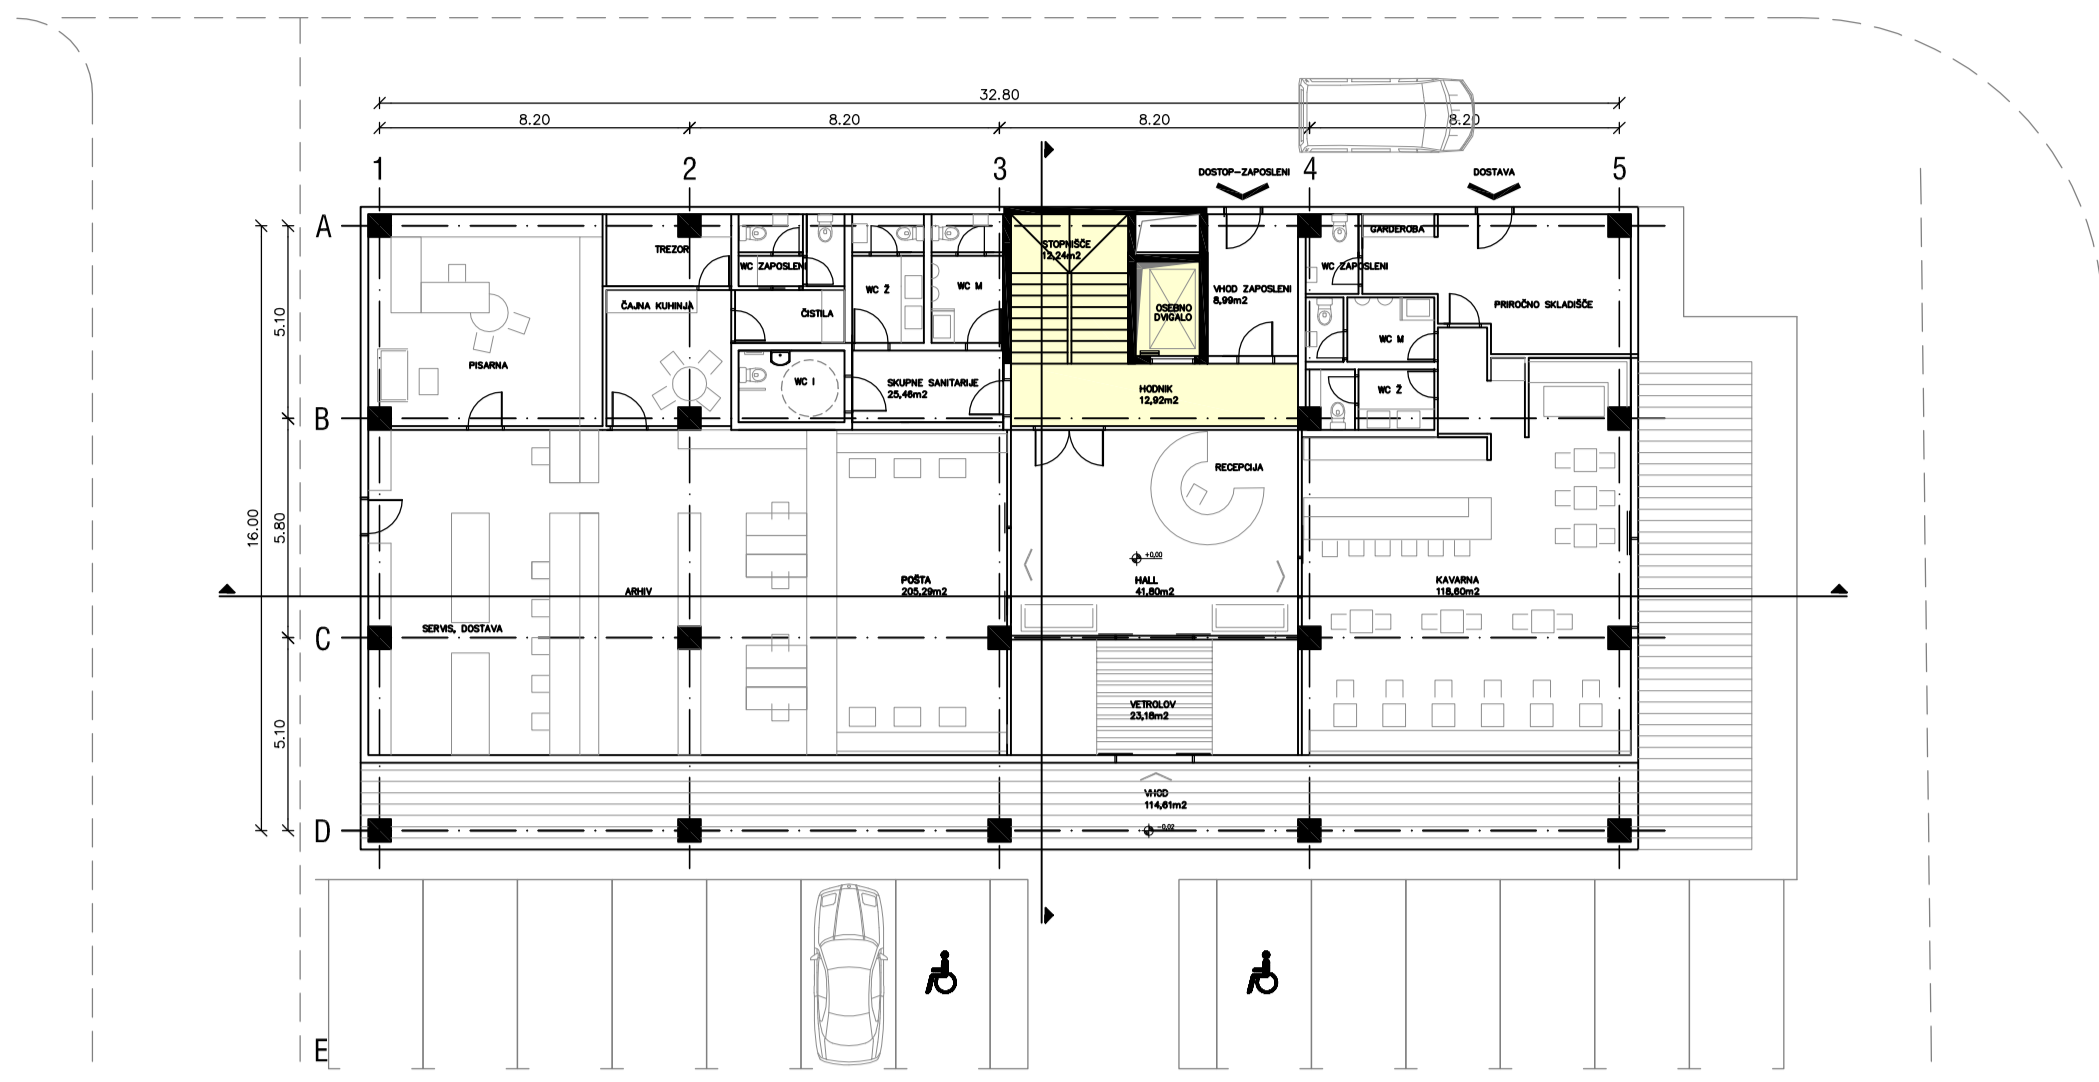 32.80
8.20
8.20
8.20
8.20
1
2
3
4
5
DOSTOP-ZAPOSLENI
DOSTAVA
A
B
C
D
E
16.00
5.10
5.80
5.10
TREZOR
WC ZAPOSLENI
ČAJNA KUHINJA
ČISTILA
PISARNA
WC I
WC Ž
WC M
SKUPNE SANITARIJE
25,46m2
STOPNIŠČE
12,24m2
OSEBNO
DVIGALO
VHOD ZAPOSLENI
8,99m2
HODNIK
12,92m2
GARDEROBA
WC ZAPOSLENI
PRIROČNO SKLADIŠČE
WC M
WC Ž
RECEPCIJA
+0,00
ARHIV
SERVIS, DOSTAVA
POŠTA
205,29m2
HALL
41,80m2
KAVARNA
118,60m2
VETROLOV
23,18m2
VHOD
114,61m2
-0,02